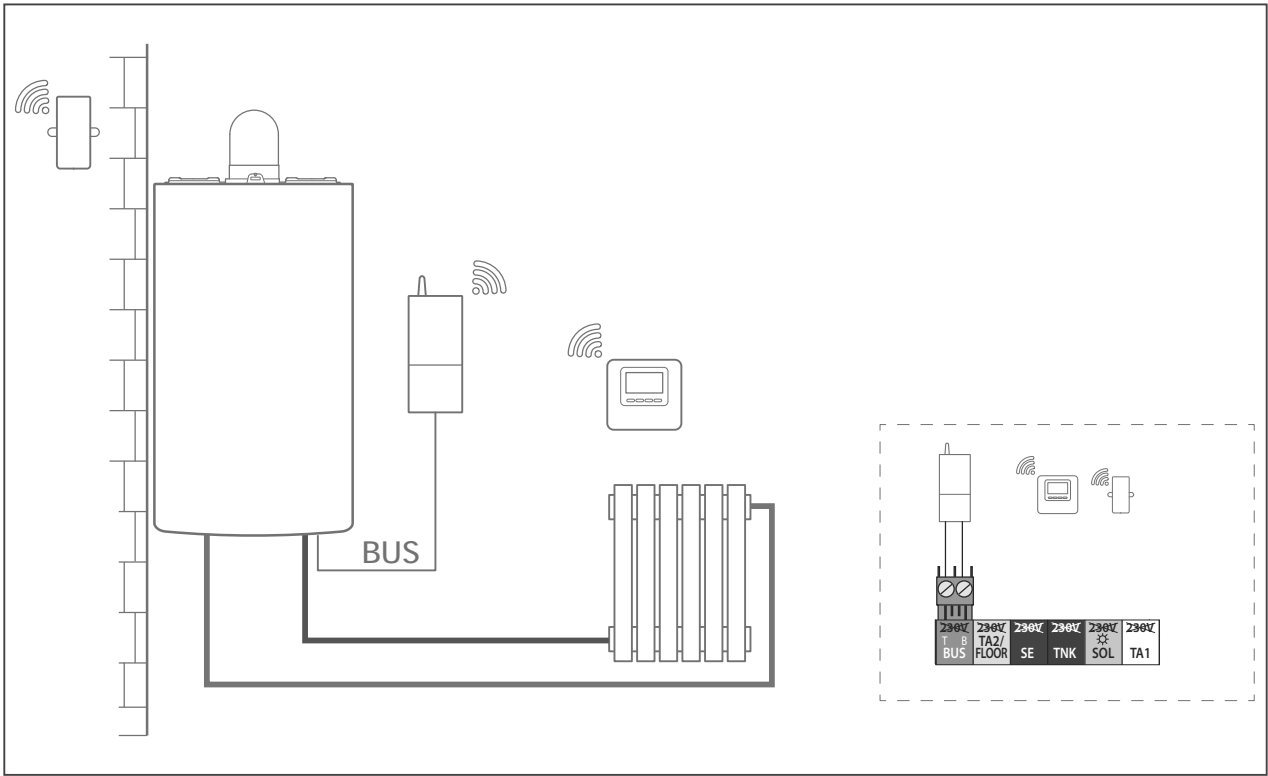 BUS
230V 230V 230V 230V 230V 230V
T B TA2/
BUS FLOOR SE TNK SOL TA1